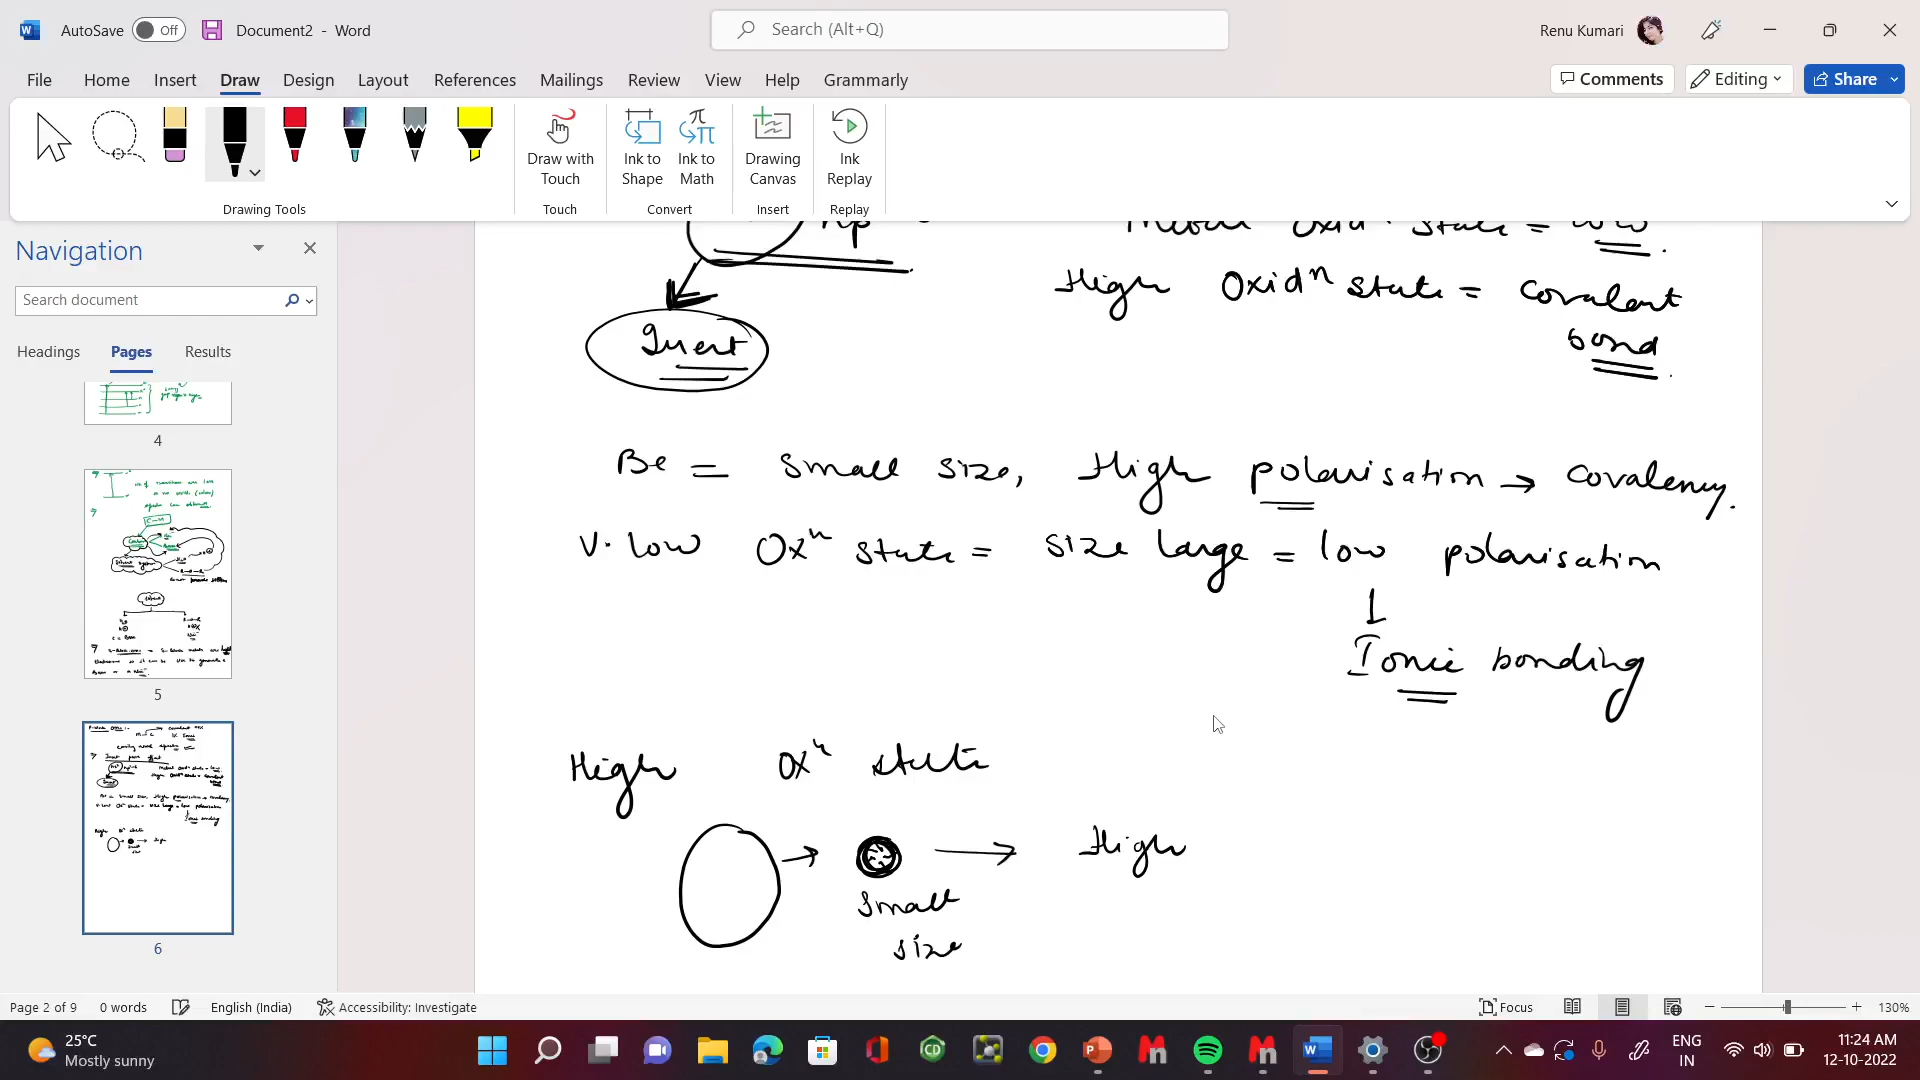 AutoSave Off Document2 - Word Search (Alt+Q) Renu Kumari
File Home Insert Draw Design Layout References Mailings Review View Help Grammarly Comments Editing Share
Draw with Touch Ink to Shape Ink to Math Drawing Canvas Ink Replay
Drawing Tools Touch Convert Insert Replay
Navigation
Search document
Headings Pages Results
4
5
6
Metal Oxidn State = low.
High Oxidn State = Covalent
bond
Inert
Be = Small size, High polarisation → Covalency.
V. low Oxn state = size large = low polarisation
Ionic bonding
High Oxn state
→ → High
Small
size
Page 2 of 9 0 words English (India) Accessibility: Investigate Focus 130%
25°C
Mostly sunny
ENG
IN
11:24 AM
12-10-2022